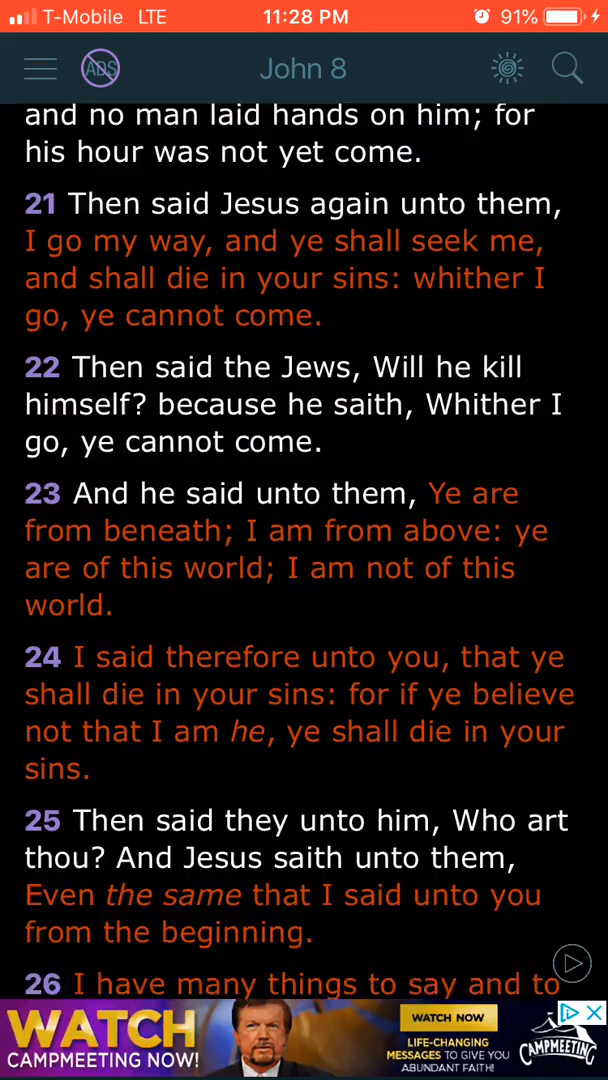 T-Mobile LTE 11:28 PM 91%
ADS John 8
and no man laid hands on him; for
his hour was not yet come.
21 Then said Jesus again unto them,
I go my way, and ye shall seek me,
and shall die in your sins: whither I
go, ye cannot come.
22 Then said the Jews, Will he kill
himself? because he saith, Whither I
go, ye cannot come.
23 And he said unto them, Ye are
from beneath; I am from above: ye
are of this world; I am not of this
world.
24 I said therefore unto you, that ye
shall die in your sins: for if ye believe
not that I am he, ye shall die in your
sins.
25 Then said they unto him, Who art
thou? And Jesus saith unto them,
Even the same that I said unto you
from the beginning.
26 I have many things to say and to
WATCH
CAMPMEETING NOW!
WATCH NOW
LIFE-CHANGING
MESSAGES TO GIVE YOU
ABUNDANT FAITH!
CAMPMEETING